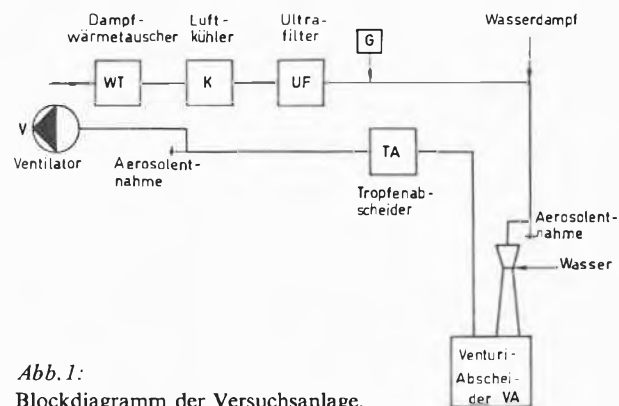 Dampf-
wärmetauscher
Luft-
kühler
Ultra-
filter
G
Wasserdampf
WT
K
UF
V
Ventilator
Aerosolent-
nahme
TA
Tropfenab-
scheider
Aerosolent-
nahme
Wasser
Venturi-
Abschei-
der VA
Abb. 1:
Blockdiagramm der Versuchsanlage.